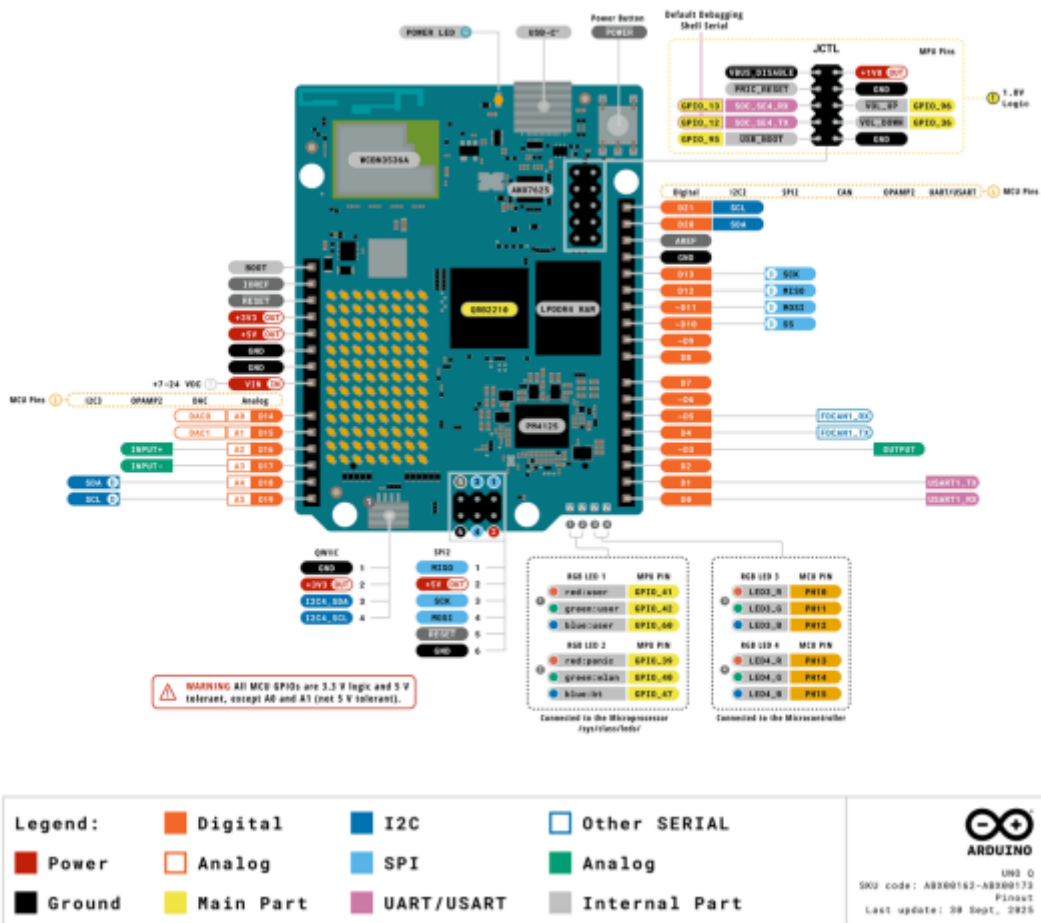 POWER LED
USB-C®
Power Button
POWER
Default Debugging
Shell Serial
JCTL
MPU Pins
VBUS_DISABLE
+1V8 OUT
PMIC_RESET
GND
GPIO_13 SOC_SE4_RX
VOL_UP GPIO_96
GPIO_12 SOC_SE4_TX
VOL_DOWN GPIO_36
GPIO_95 USB_BOOT
GND
1.8V
Logic
WCBN3536A
ANX7625
QRB2210
LPDDR4 RAM
PM4125
Digital I2C2 SPI2 CAN OPAMP2 UART/USART MCU Pins
D21 SCL
D20 SDA
AREF
GND
D13 SCK
D12 MISO
~D11 MOSI
~D10 SS
~D9
D8
D7
~D6
~D5 FDCAN1_RX
D4 FDCAN1_TX
~D3 OUTPUT
D2
D1 USART1_TX
D0 USART1_RX
BOOT
IOREF
RESET
+3V3 OUT
+5V OUT
GND
GND
+7-24 VDC VIN IN
MCU Pins I2C3 OPAMP2 DAC Analog
DAC0 A0 D14
DAC1 A1 D15
INPUT+ A2 D16
INPUT- A3 D17
SDA A4 D18
SCL A5 D19
QWIIC
GND 1
+3V3 OUT 2
I2C4_SDA 3
I2C4_SCL 4
SPI2
MISO 1
+5V OUT 2
SCK 3
MOSI 4
RESET 5
GND 6
RGB LED 1 MPU PIN
red:user GPIO_41
green:user GPIO_42
blue:user GPIO_60
RGB LED 2 MPU PIN
red:panic GPIO_39
green:wlan GPIO_40
blue:bt GPIO_47
Connected to the Microprocessor
/sys/class/leds/
RGB LED 3 MCU PIN
LED3_R PH10
LED3_G PH11
LED3_B PH12
RGB LED 4 MCU PIN
LED4_R PH13
LED4_G PH14
LED4_B PH15
Connected to the Microcontroller
WARNING All MCU GPIOs are 3.3 V logic and 5 V
tolerant, except A0 and A1 (not 5 V tolerant).
Legend:
Digital
I2C
Other SERIAL
Power
Analog
SPI
Analog
Ground
Main Part
UART/USART
Internal Part
ARDUINO
UNO Q
SKU code: ABX00162-ABX00173
Pinout
Last update: 30 Sept, 2025